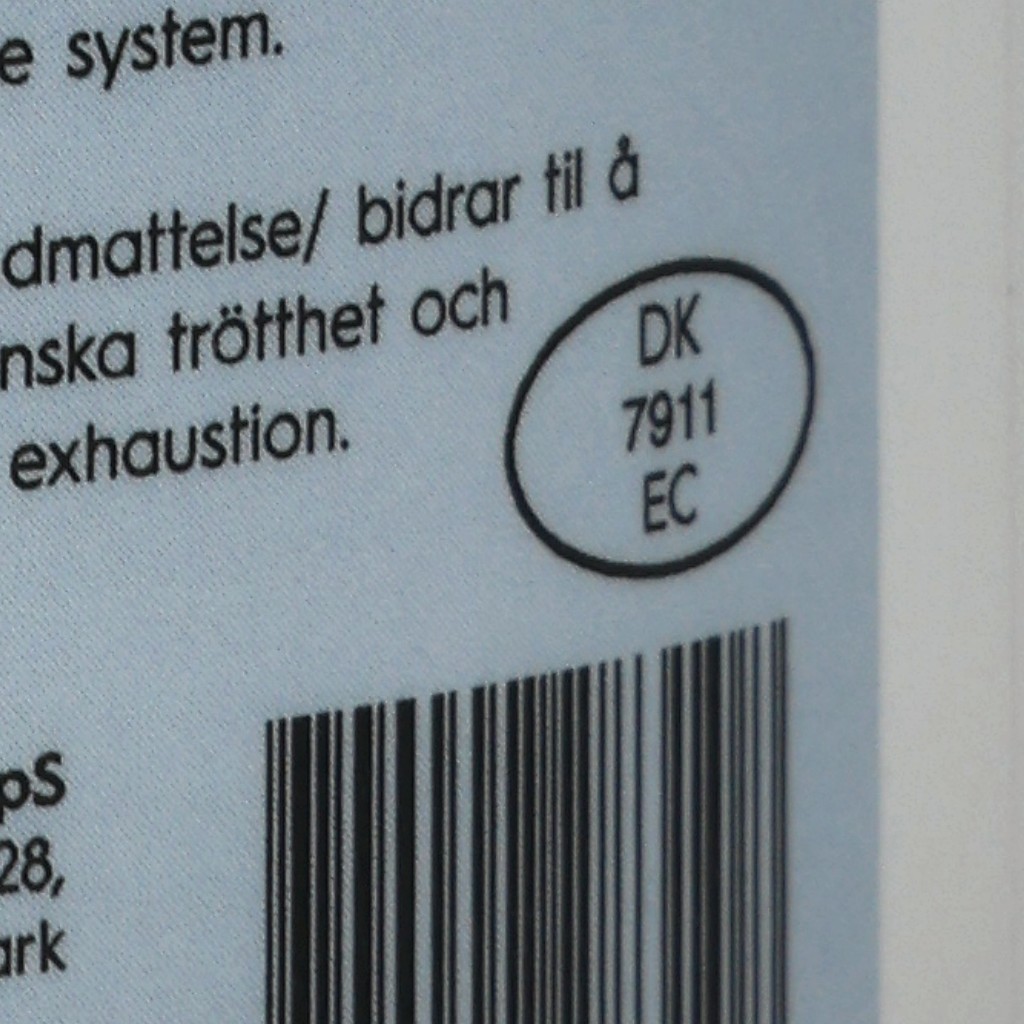 e system.
dmattelse/ bidrar til å
nska trötthet och
exhaustion.
DK
7911
EC
pS
28,
ark